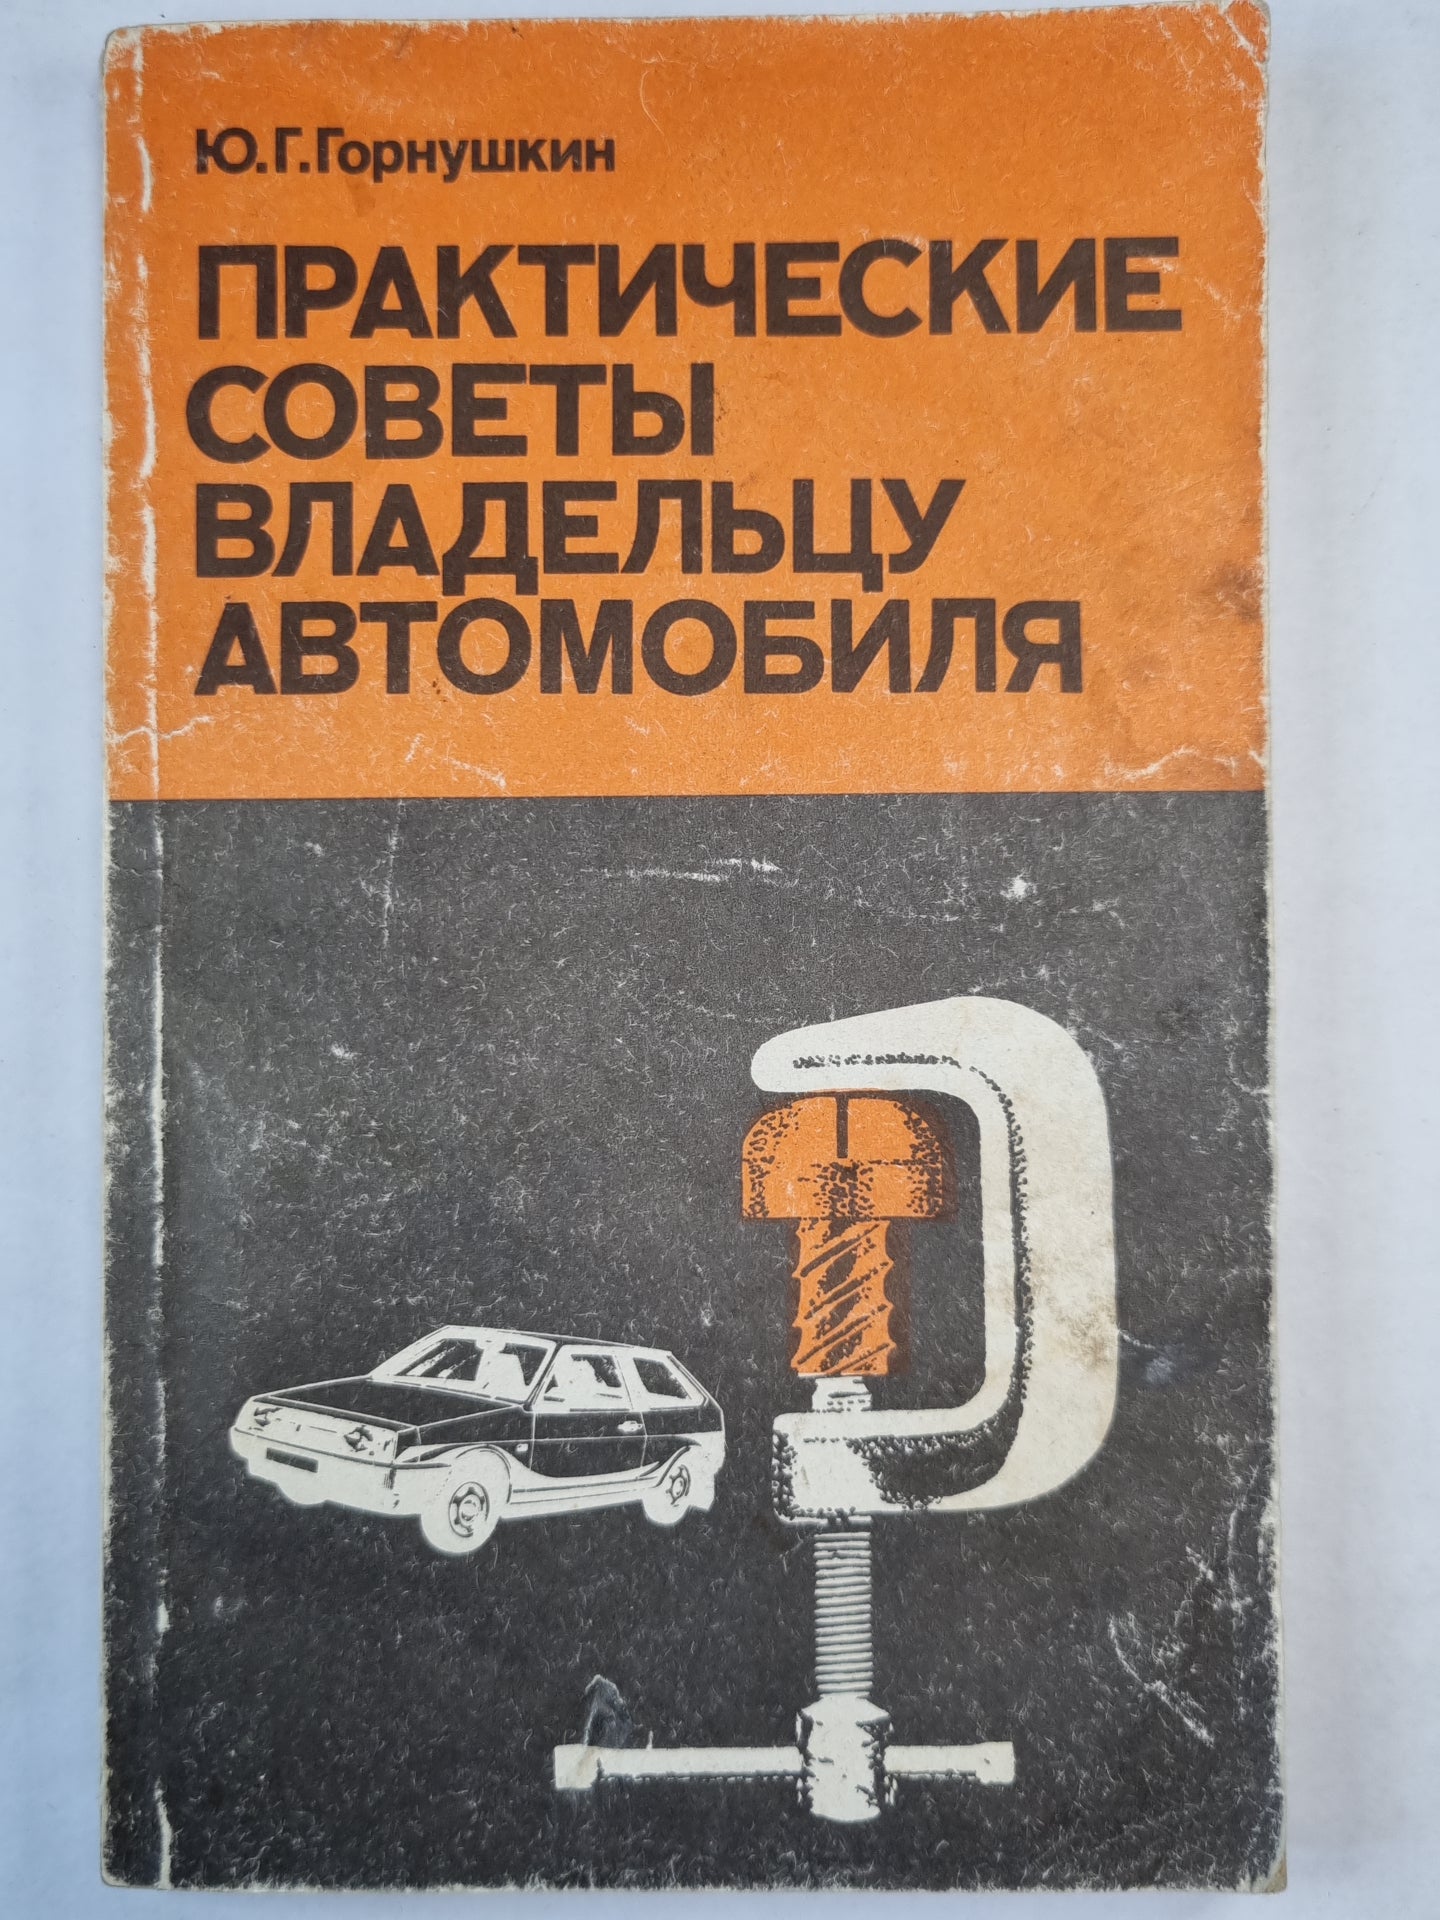 Ю.Г.Горнушкин
ПРАКТИЧЕСКИЕ
СОВЕТЫ
ВЛАДЕЛЬЦУ
АВТОМОБИЛЯ